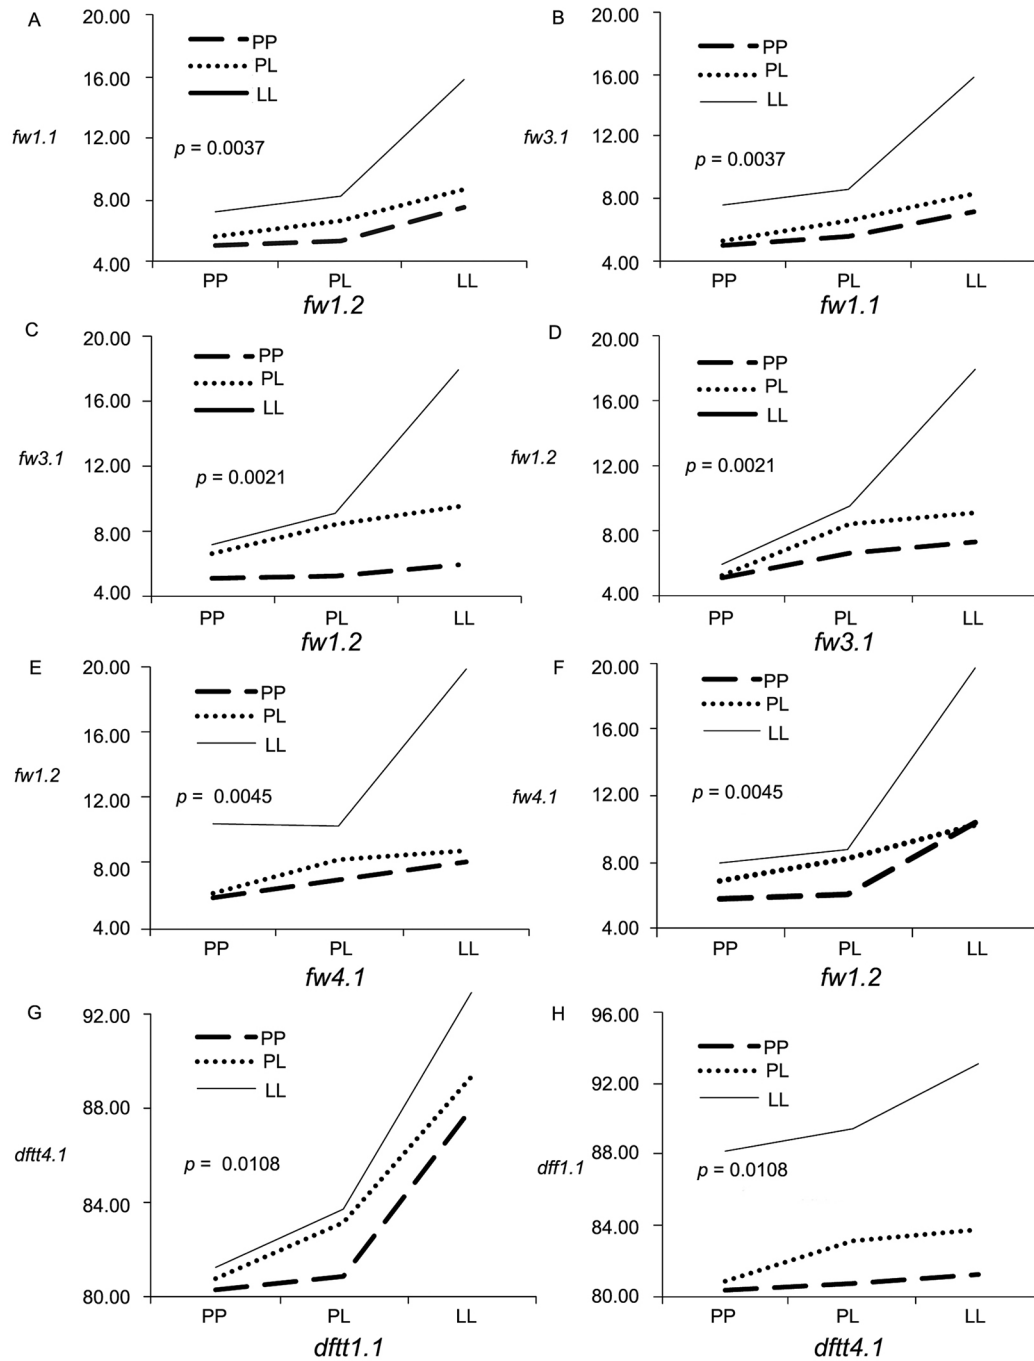 A
20.00
16.00
12.00
8.00
4.00
fw1.1
PP
PL
LL
p = 0.0037
PP PL LL
fw1.2
B
20.00
16.00
12.00
8.00
4.00
fw3.1
PP
PL
LL
p = 0.0037
PP PL LL
fw1.1
C
20.00
16.00
12.00
8.00
4.00
fw3.1
PP
PL
LL
p = 0.0021
PP PL LL
fw1.2
D
20.00
16.00
12.00
8.00
4.00
fw1.2
PP
PL
LL
p = 0.0021
PP PL LL
fw3.1
E
20.00
16.00
12.00
8.00
4.00
fw1.2
PP
PL
LL
p = 0.0045
PP PL LL
fw4.1
F
20.00
16.00
12.00
8.00
4.00
fw4.1
PP
PL
LL
p = 0.0045
PP PL LL
fw1.2
G
92.00
88.00
84.00
80.00
dftt4.1
PP
PL
LL
p = 0.0108
PP PL LL
dftt1.1
H
96.00
92.00
88.00
84.00
80.00
dff1.1
PP
PL
LL
p = 0.0108
PP PL LL
dftt4.1